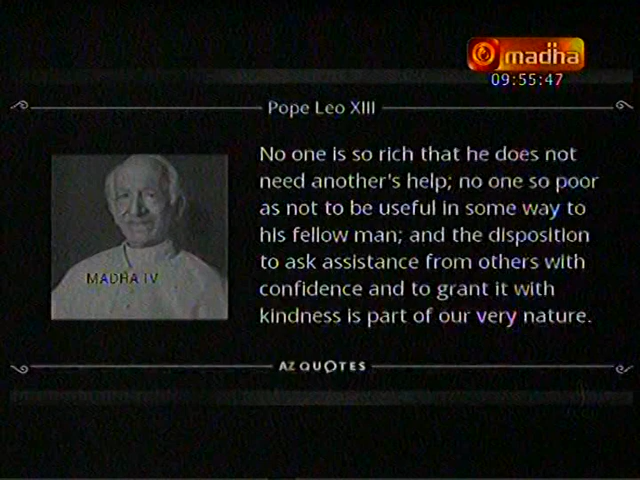 madha
09:55:47
Pope Leo XIII
No one is so rich that he does not
need another's help; no one so poor
as not to be useful in some way to
his fellow man; and the disposition
to ask assistance from others with
confidence and to grant it with
kindness is part of our very nature.
MADHA TV
AZ QUOTES